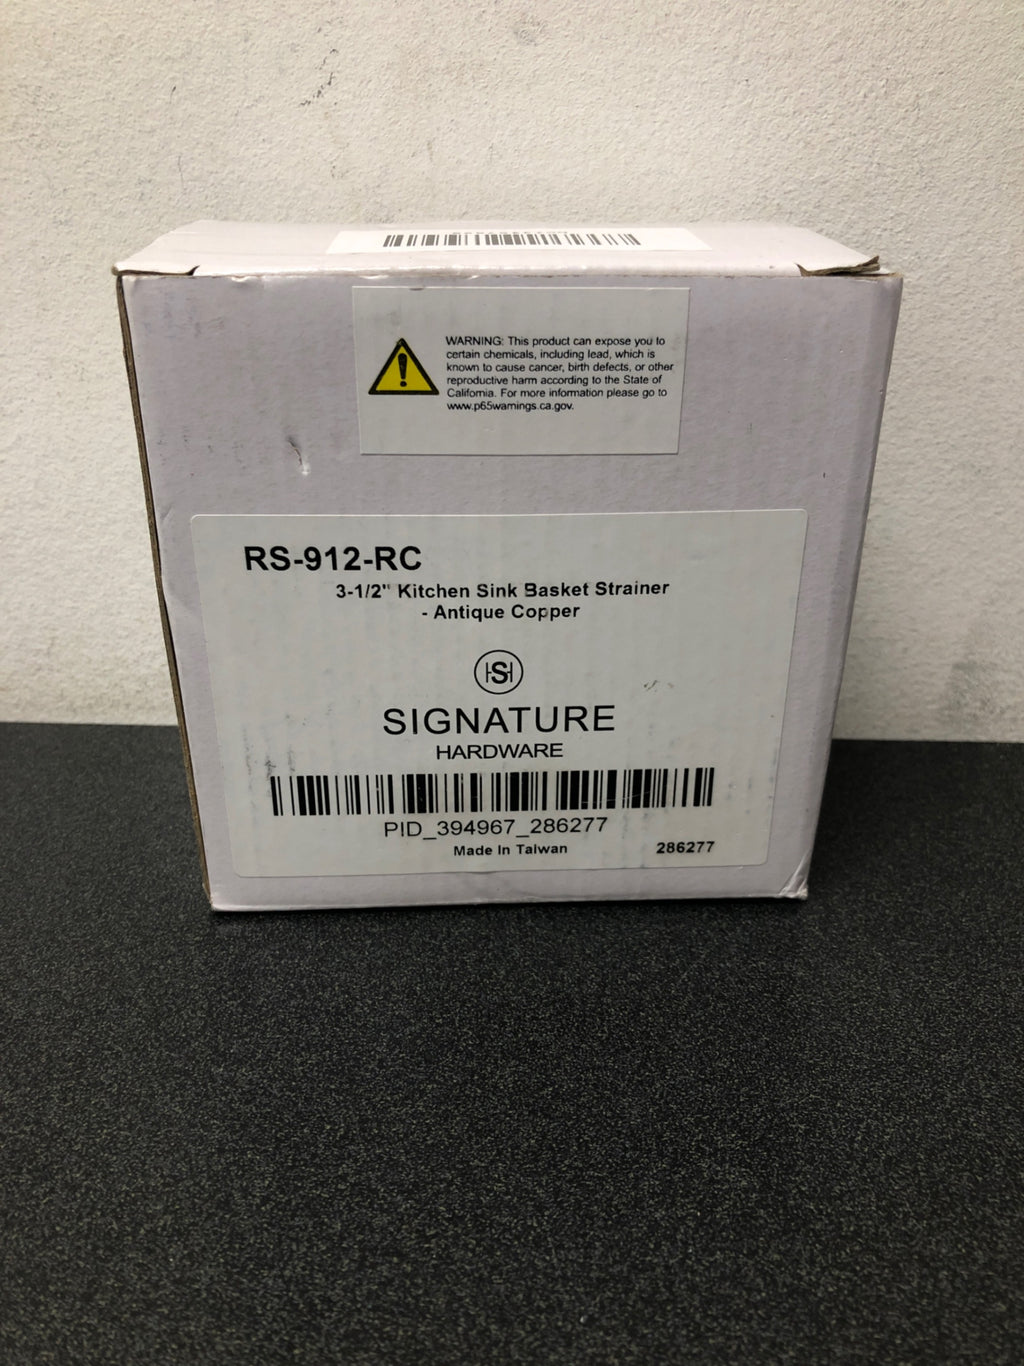 WARNING: This product can expose you to
certain chemicals, including lead, which is
known to cause cancer, birth defects, or other
reproductive harm according to the State of
California. For more information please go to
www.p65warnings.ca.gov.
RS-912-RC
3-1/2" Kitchen Sink Basket Strainer
- Antique Copper
HSH
SIGNATURE
HARDWARE
PID_394967_286277
Made In Taiwan
286277